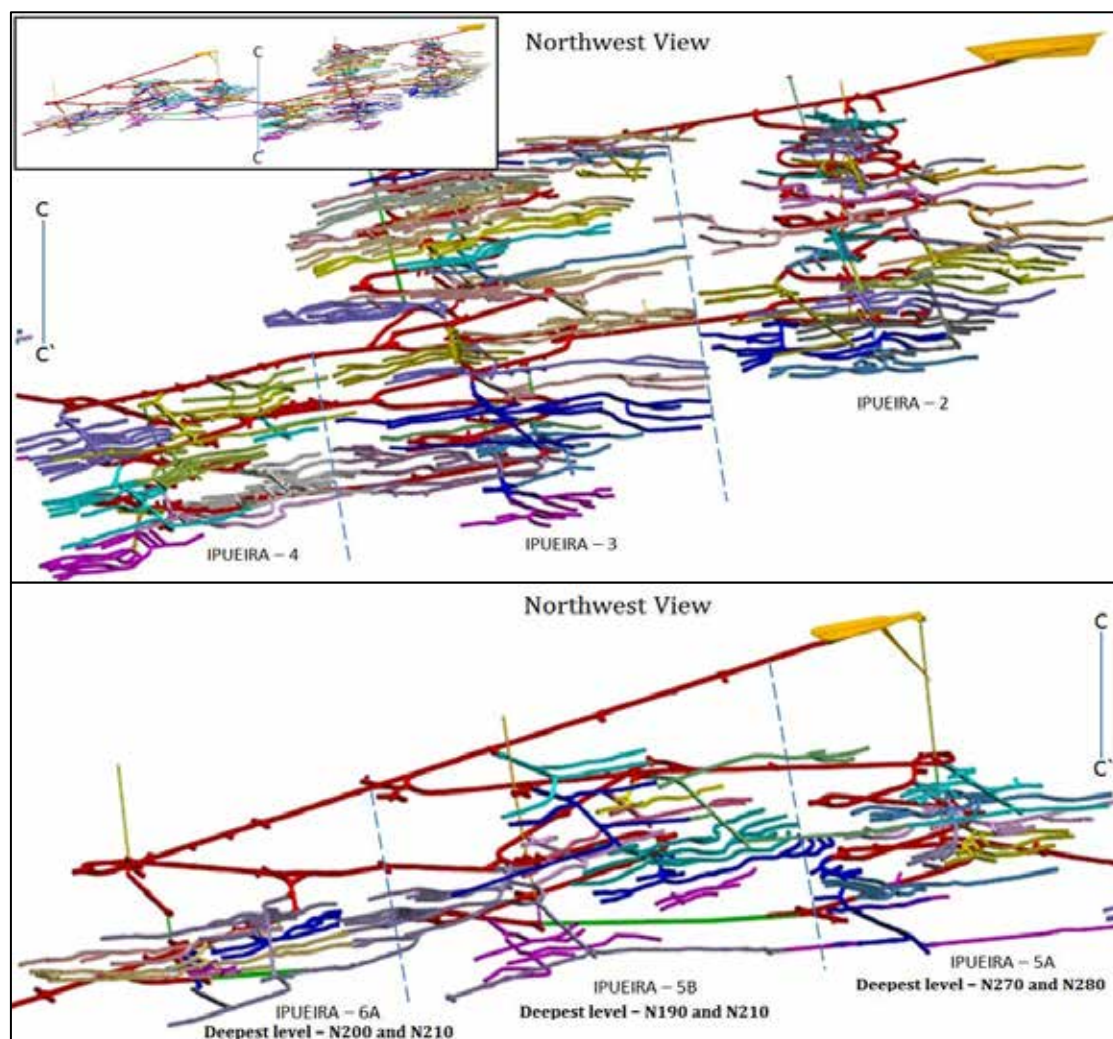 Northwest View
C
C`
C
C`
IPUEIRA – 2
IPUEIRA – 4
IPUEIRA – 3
Northwest View
C
C`
IPUEIRA – 6A
Deepest level = N200 and N210
IPUEIRA – 5B
Deepest level = N190 and N210
IPUEIRA – 5A
Deepest level = N270 and N280